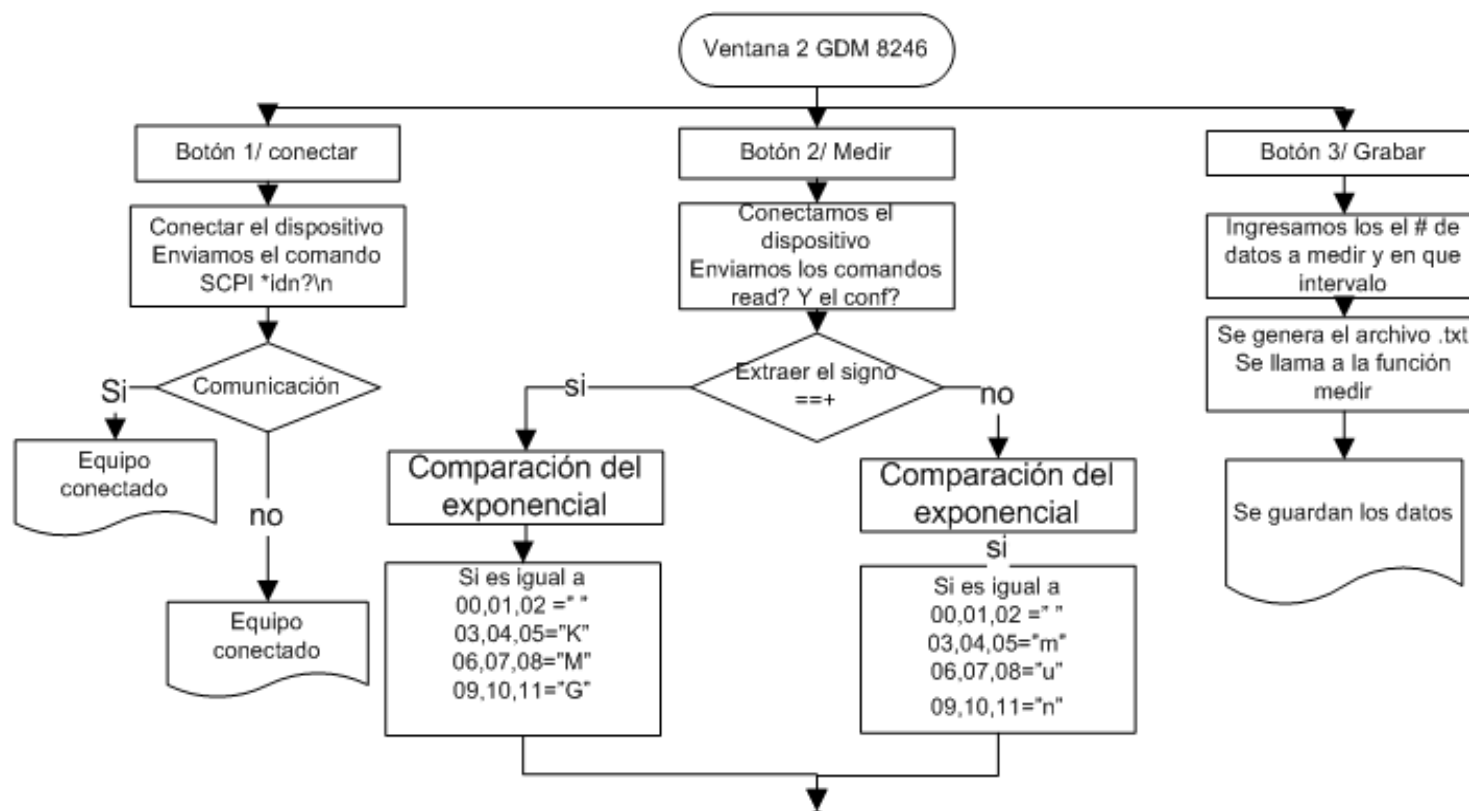 Ventana 2 GDM 8246
Botón 1/ conectar
Conectar el dispositivo
Enviamos el comando
SCPI *idn?\n
Comunicación
Si
Equipo
conectado
no
Equipo
conectado
Botón 2/ Medir
Conectamos el
dispositivo
Enviamos los comandos
read? Y el conf?
Extraer el signo
==+
si
Comparación del
exponencial
Si es igual a
00,01,02 =" "
03,04,05="K"
06,07,08="M"
09,10,11="G"
no
Comparación del
exponencial
si
Si es igual a
00,01,02 =" "
03,04,05="m"
06,07,08="u"
09,10,11="n"
Botón 3/ Grabar
Ingresamos los el # de
datos a medir y en que
intervalo
Se genera el archivo .txt
Se llama a la función
medir
Se guardan los datos